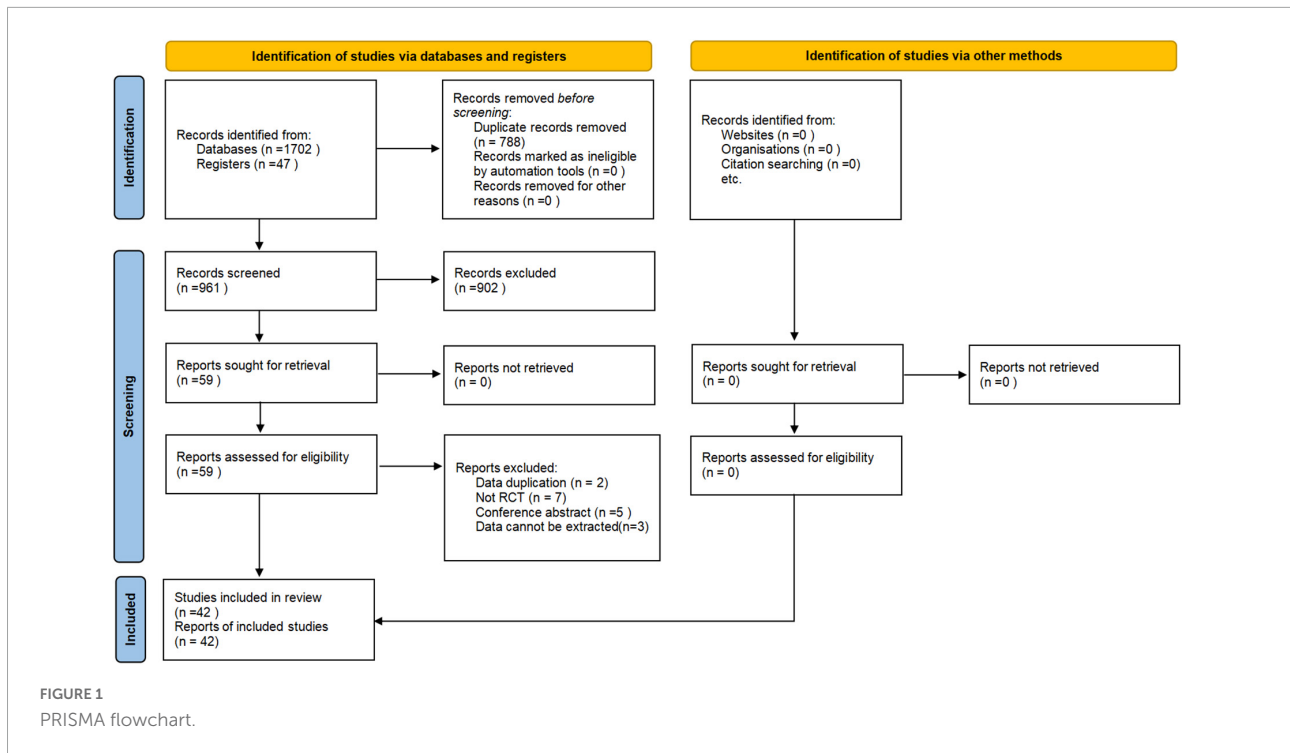 Identification of studies via databases and registers
Identification of studies via other methods
Identification
Records identified from:
Databases (n =1702 )
Registers (n =47 )
Records removed before
screening:
Duplicate records removed
(n = 788)
Records marked as ineligible
by automation tools (n =0 )
Records removed for other
reasons (n =0 )
Records identified from:
Websites (n =0 )
Organisations (n =0 )
Citation searching (n =0)
etc.
Screening
Records screened
(n =961 )
Records excluded
(n =902 )
Reports sought for retrieval
(n =59 )
Reports not retrieved
(n = 0)
Reports sought for retrieval
(n = 0)
Reports not retrieved
(n =0 )
Reports assessed for eligibility
(n =59 )
Reports excluded:
Data duplication (n = 2)
Not RCT (n = 7)
Conference abstract (n =5 )
Data cannot be extracted(n=3)
Reports assessed for eligibility
(n = 0)
Included
Studies included in review
(n =42 )
Reports of included studies
(n = 42)
FIGURE 1
PRISMA flowchart.